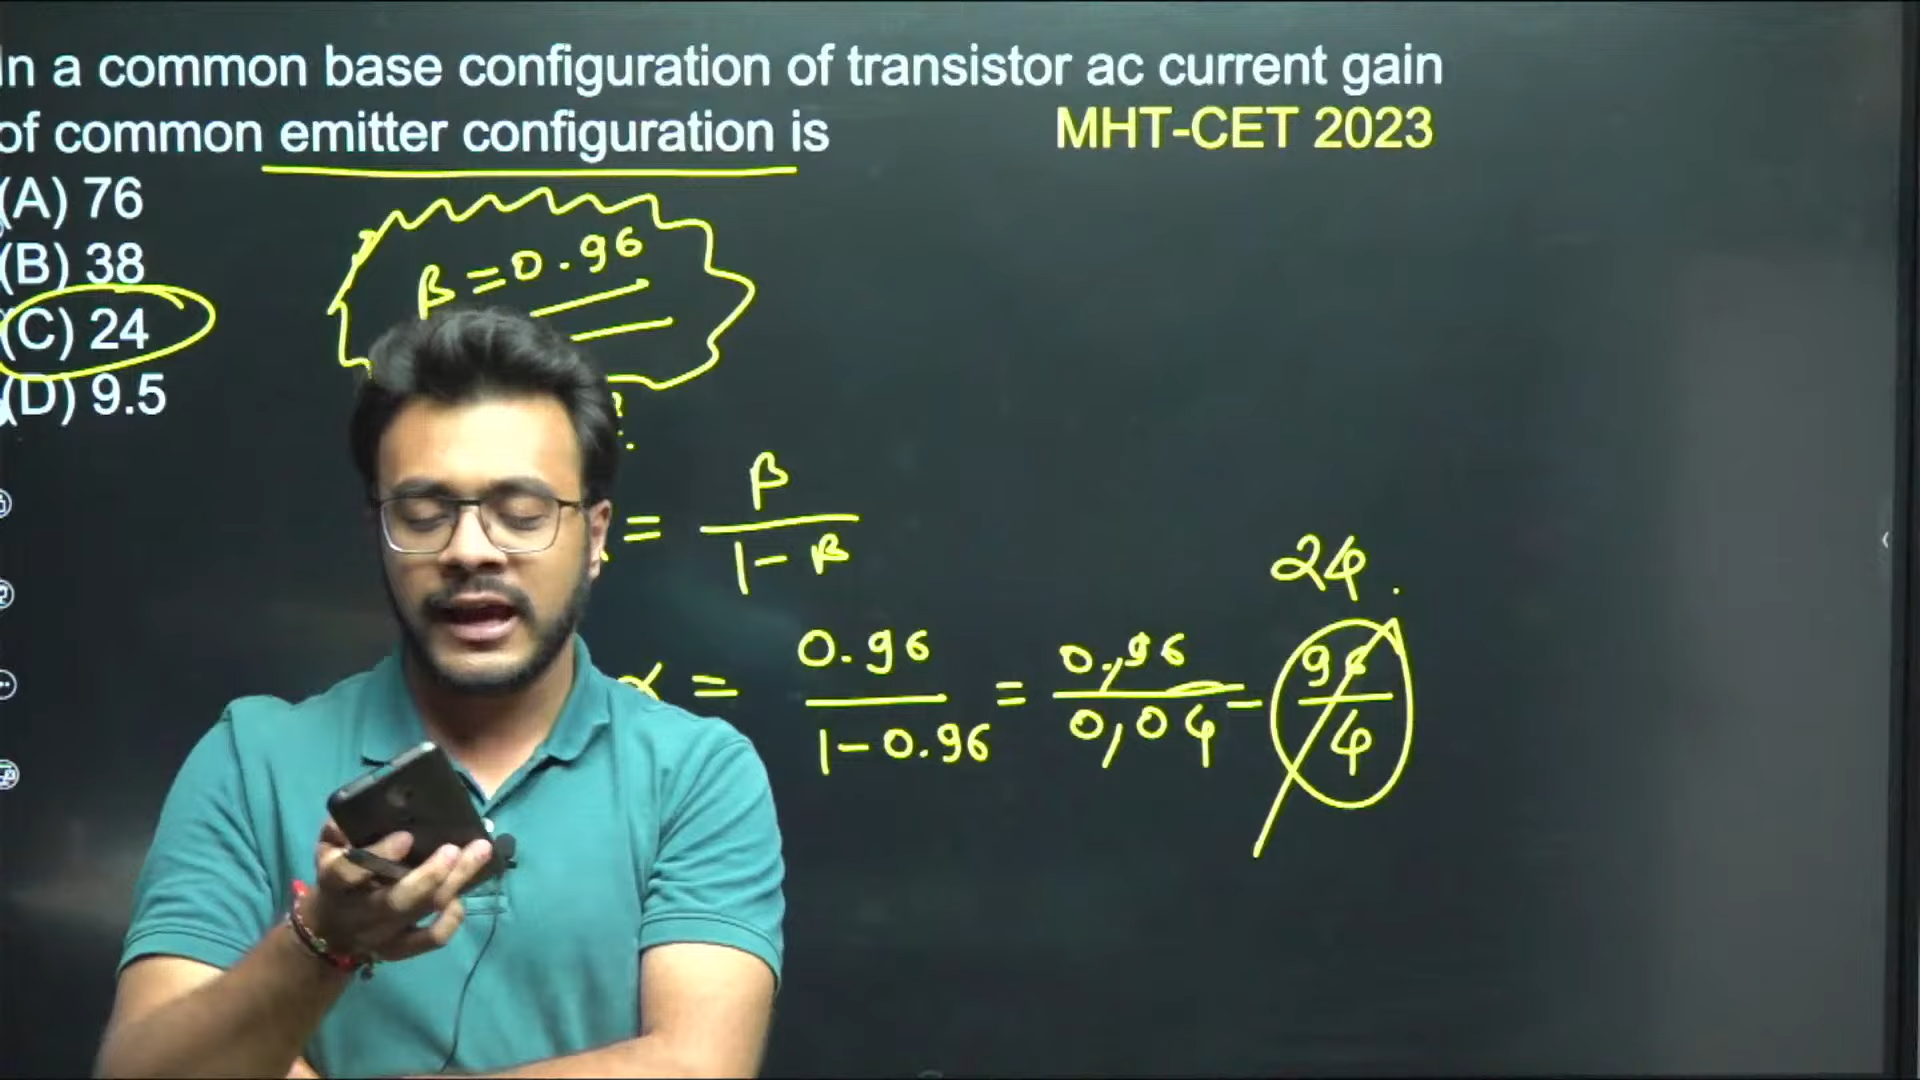 In a common base configuration of transistor ac current gain
of common emitter configuration is
MHT-CET 2023
(A) 76
(B) 38
(C) 24
(D) 9.5
β = 0.96
?
= β / 1 - β
α = 0.96 / 1 - 0.96 = 0.96 / 0.04 - 96 / 4
24.